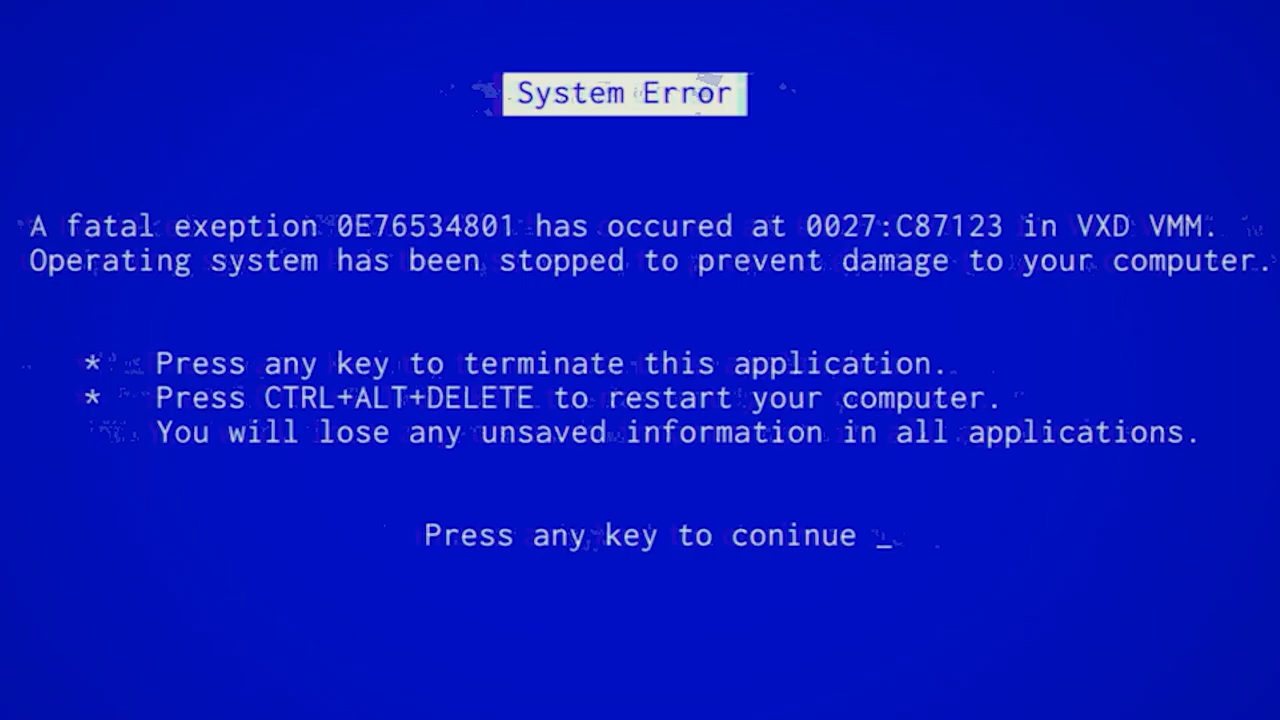 System Error
A fatal exeption 0E76534801 has occured at 0027:C87123 in VXD VMM.
Operating system has been stopped to prevent damage to your computer.
* Press any key to terminate this application.
* Press CTRL+ALT+DELETE to restart your computer.
You will lose any unsaved information in all applications.
Press any key to coninue _